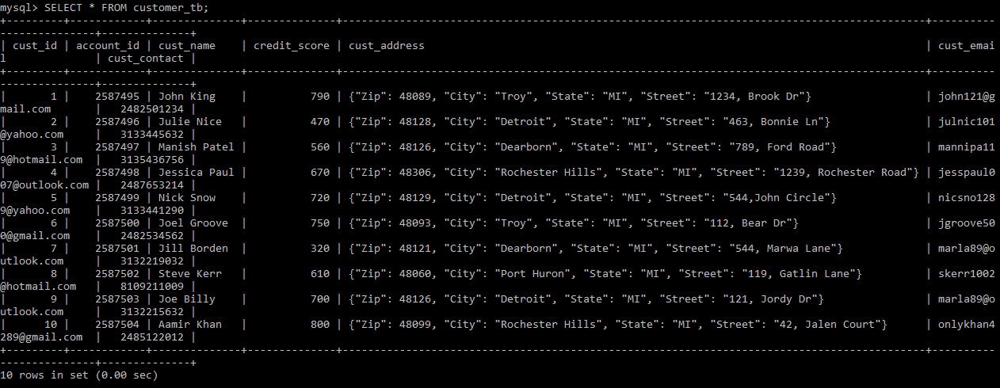 mysql> SELECT * FROM customer_tb;
+---------+------------+--------------+--------------+--------------------------------------------------------------------------------------------+----------
---------------+--------------+
| cust_id | account_id | cust_name    | credit_score | cust_address                                                                               | cust_emai
l              | cust_contact |
+---------+------------+--------------+--------------+--------------------------------------------------------------------------------------------+----------
---------------+--------------+
|       1 |    2587495 | John King    |          790 | {"Zip": 48089, "City": "Troy", "State": "MI", "Street": "1234, Brook Dr"}                  | john121@g
mail.com       |   2482501234 |
|       2 |    2587496 | Julie Nice   |          470 | {"Zip": 48128, "City": "Detroit", "State": "MI", "Street": "463, Bonnie Ln"}               | julnic101
@yahoo.com     |   3133445632 |
|       3 |    2587497 | Manish Patel |          560 | {"Zip": 48126, "City": "Dearborn", "State": "MI", "Street": "789, Ford Road"}              | mannipa11
9@hotmail.com  |   3135436756 |
|       4 |    2587498 | Jessica Paul |          670 | {"Zip": 48306, "City": "Rochester Hills", "State": "MI", "Street": "1239, Rochester Road"} | jesspaul0
07@outlook.com |   2487653214 |
|       5 |    2587499 | Nick Snow    |          720 | {"Zip": 48129, "City": "Detroit", "State": "MI", "Street": "544,John Circle"}              | nicsno128
9@yahoo.com    |   3133441290 |
|       6 |    2587500 | Joel Groove  |          750 | {"Zip": 48093, "City": "Troy", "State": "MI", "Street": "112, Bear Dr"}                    | jgroove50
0@gmail.com    |   2482534562 |
|       7 |    2587501 | Jill Borden  |          320 | {"Zip": 48121, "City": "Dearborn", "State": "MI", "Street": "544, Marwa Lane"}             | marla89@o
utlook.com     |   3132219032 |
|       8 |    2587502 | Steve Kerr   |          610 | {"Zip": 48060, "City": "Port Huron", "State": "MI", "Street": "119, Gatlin Lane"}          | skerr1002
@hotmail.com   |   8109211009 |
|       9 |    2587503 | Joe Billy    |          700 | {"Zip": 48126, "City": "Detroit", "State": "MI", "Street": "121, Jordy Dr"}                | marla89@o
utlook.com     |   3132215632 |
|      10 |    2587504 | Aamir Khan   |          800 | {"Zip": 48099, "City": "Rochester Hills", "State": "MI", "Street": "42, Jalen Court"}      | onlykhan4
289@gmail.com  |   2485122012 |
+---------+------------+--------------+--------------+--------------------------------------------------------------------------------------------+----------
---------------+--------------+
10 rows in set (0.00 sec)